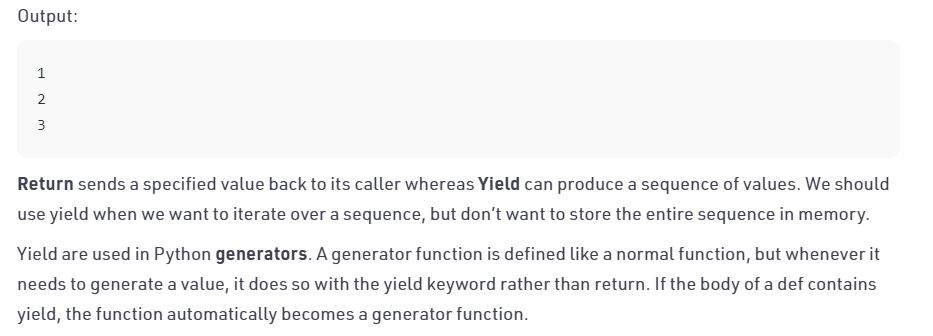 Output:
1
2
3
Return sends a specified value back to its caller whereas Yield can produce a sequence of values. We should
use yield when we want to iterate over a sequence, but don’t want to store the entire sequence in memory.
Yield are used in Python generators. A generator function is defined like a normal function, but whenever it
needs to generate a value, it does so with the yield keyword rather than return. If the body of a def contains
yield, the function automatically becomes a generator function.